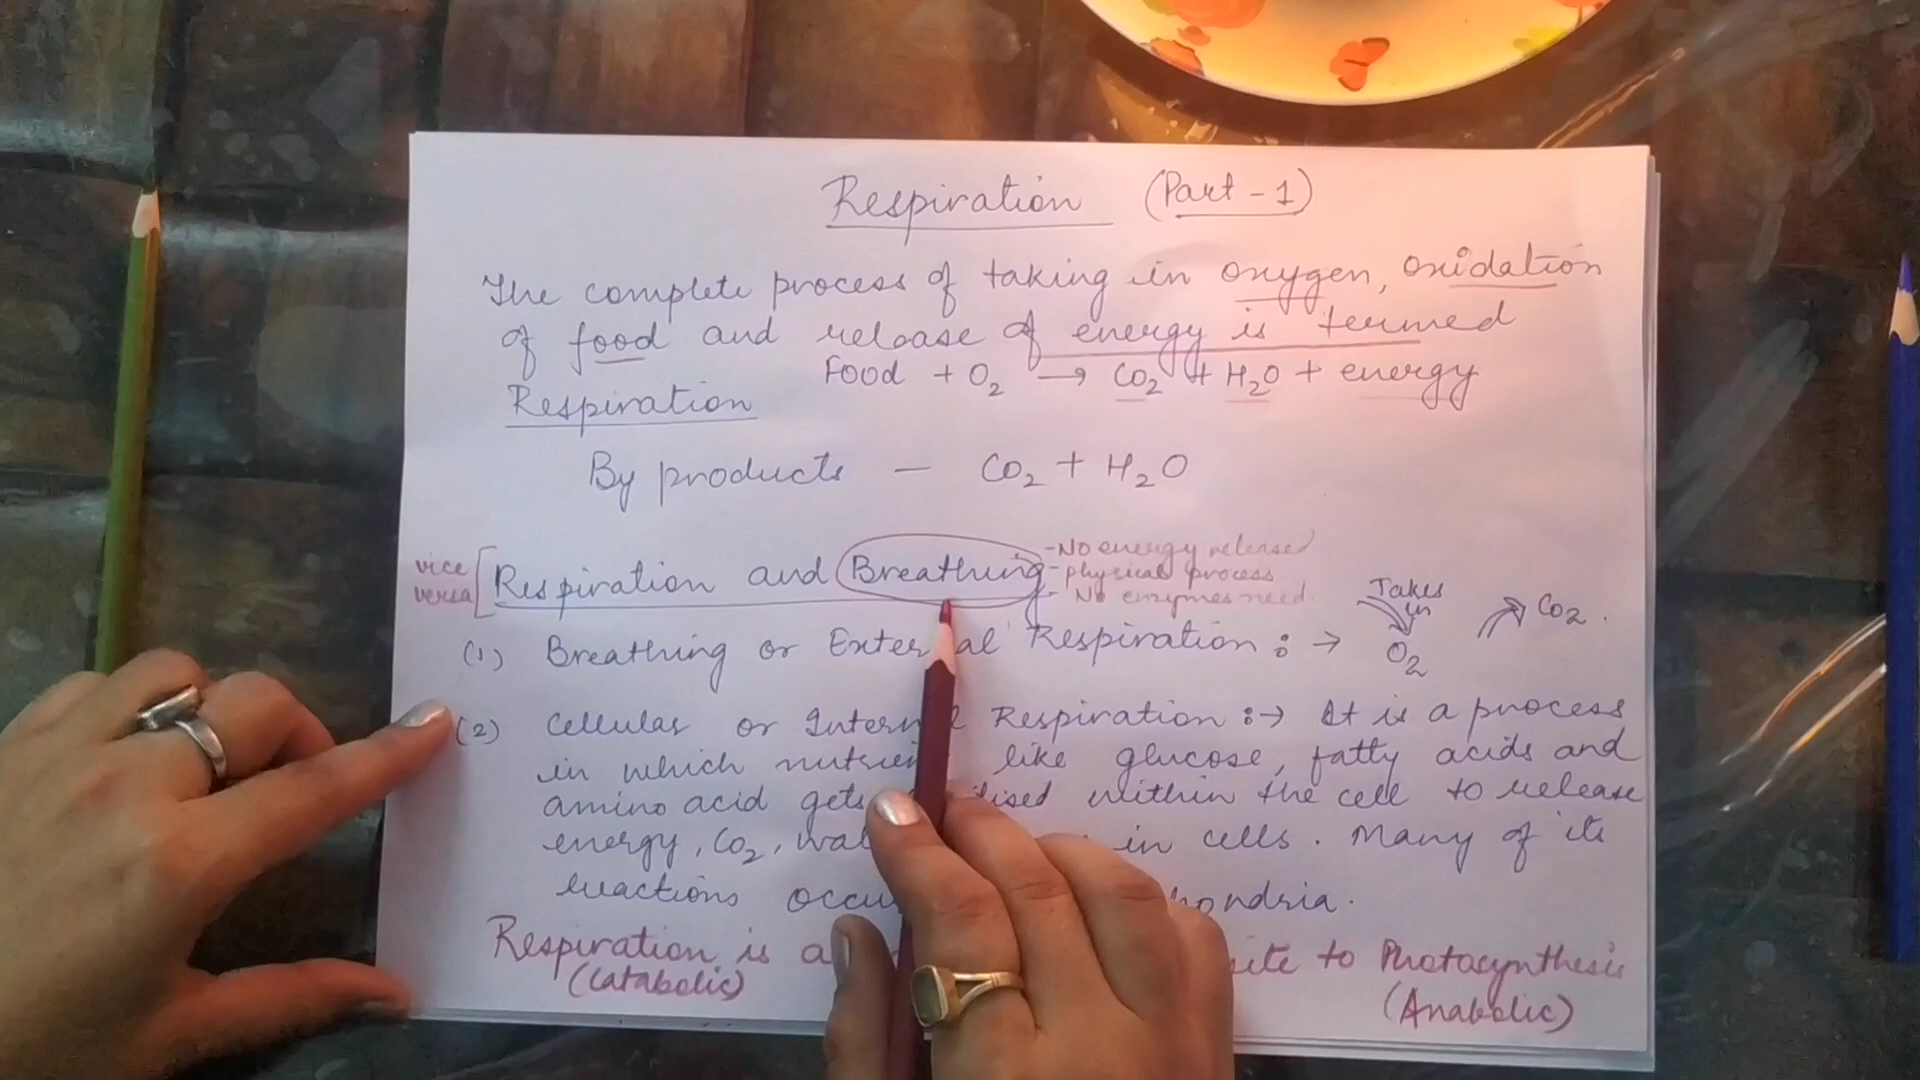 Respiration (Part-1)
The complete process of taking in oxygen, oxidation
of food and release of energy is termed
Food + O2 → CO2 + H2O + energy
Respiration
By products — CO2 + H2O
vice versa
Respiration and Breathing
-No energy released
-physical process
- No enzymes need.
(1) Breathing or External Respiration :→
Takes in O2
CO2.
(2) Cellular or Internal Respiration :→ It is a process
in which like glucose, fatty acids and
amino acid gets within the cell to release
energy, CO2, in cells. Many of its
reactions
Respiration is a to Photosynthesis
(Catabolic) (Anabolic)